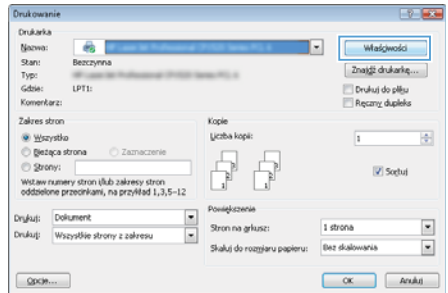 Drukowanie
Drukarka
Nazwa:
Właściwości
Stan: Bezczynna
Typ:
Znajdź drukarkę...
Gdzie: LPT1:
Drukuj do pliku
Komentarz:
Ręczny dupleks
Zakres stron
Wszystko
Bieżąca strona
Zaznaczenie
Strony:
Wstaw numery stron i/lub zakresy stron
oddzielone przecinkami, na przykład 1,3,5–12
Kopie
Liczba kopii: 1
Sortuj
Drukuj: Dokument
Drukuj: Wszystkie strony z zakresu
Powiększenie
Stron na arkusz: 1 strona
Skaluj do rozmiaru papieru: Bez skalowania
Opcje...
OK
Anuluj